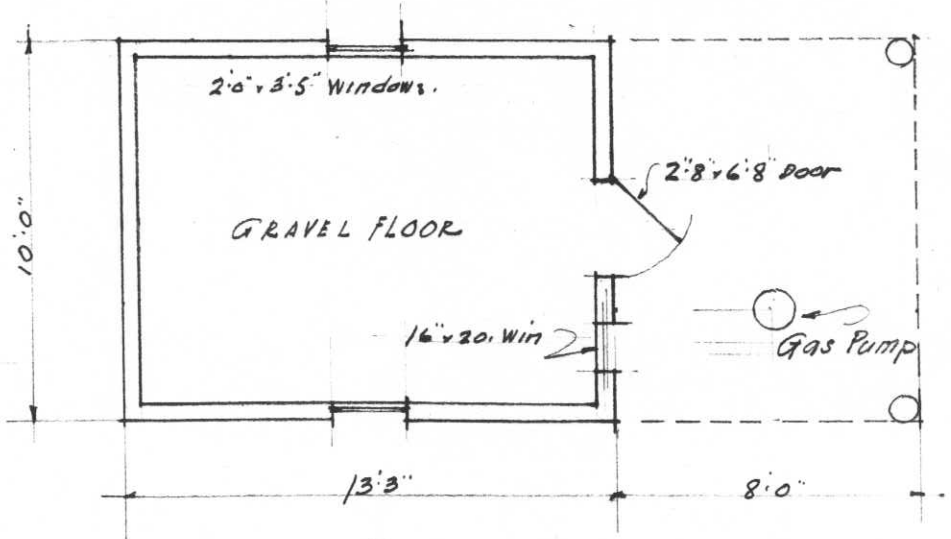 2'0" x 3'5" Windows.
2'8" x 6'8" Door
GRAVEL FLOOR
10'0"
16" x 20. Win
Gas Pump
13'3"
8'0"